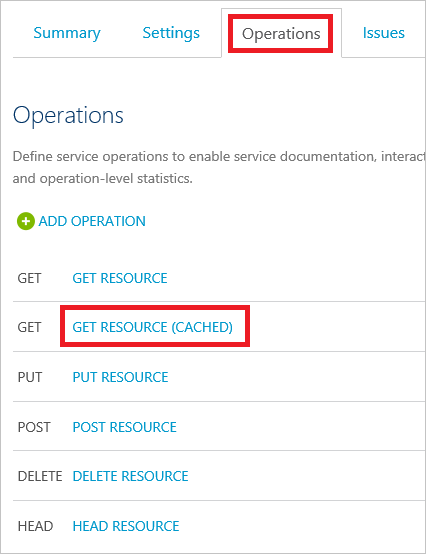 Summary Settings Operations Issues
Operations
Define service operations to enable service documentation, interact
and operation-level statistics.
ADD OPERATION
GET GET RESOURCE
GET GET RESOURCE (CACHED)
PUT PUT RESOURCE
POST POST RESOURCE
DELETE DELETE RESOURCE
HEAD HEAD RESOURCE